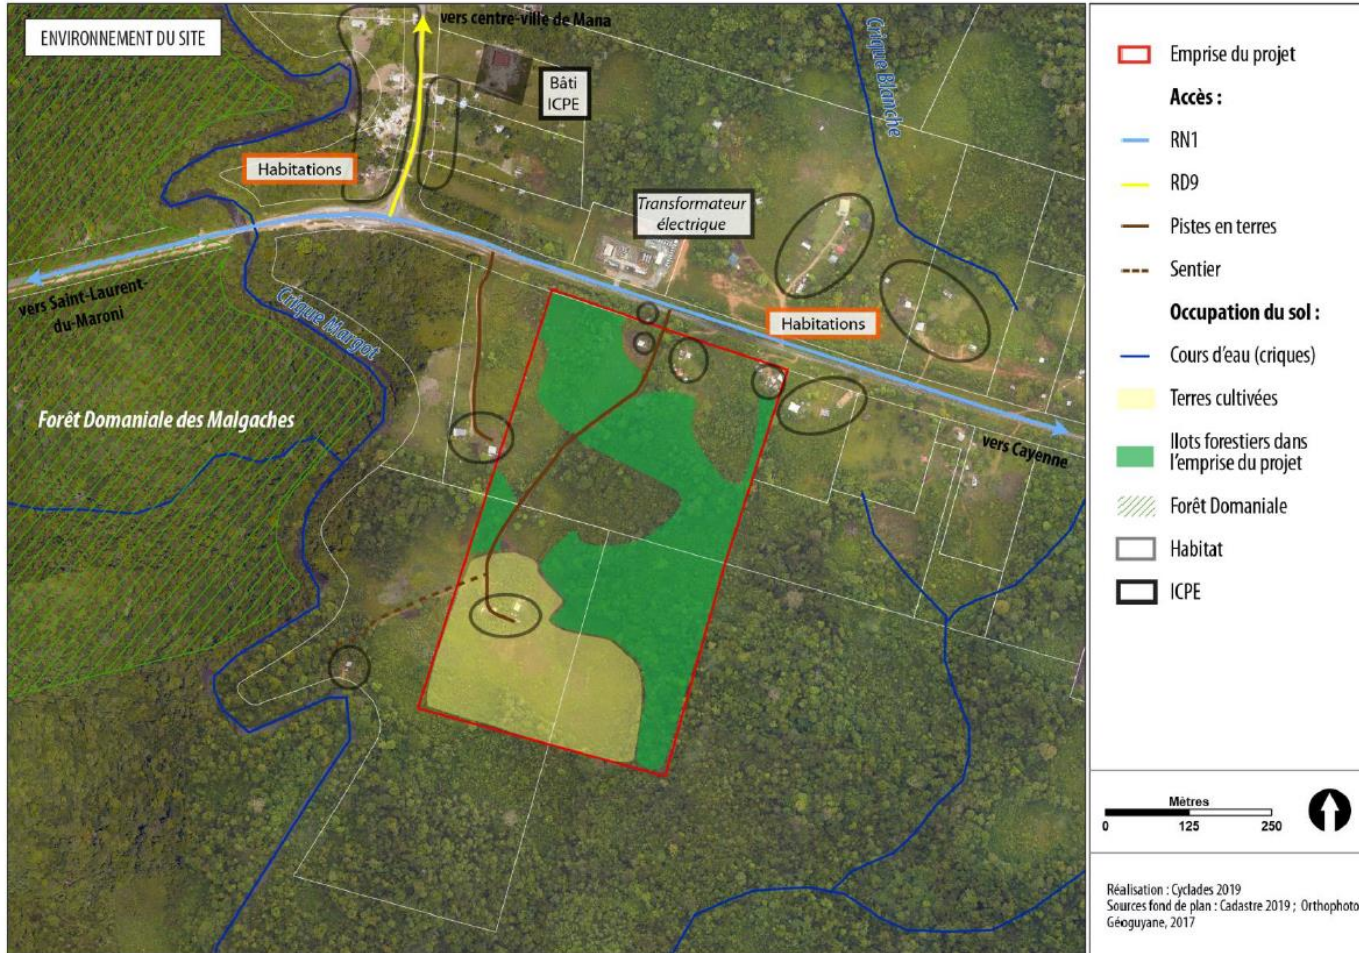 ENVIRONNEMENT DU SITE
vers centre-ville de Mana
Bâti
ICPE
Crique Blanche
Habitations
Transformateur
électrique
vers Saint-Laurent-
du-Maroni
Crique Margot
Habitations
Forêt Domaniale des Malgaches
vers Cayenne
Emprise du projet
Accès :
RN1
RD9
Pistes en terres
Sentier
Occupation du sol :
Cours d'eau (criques)
Terres cultivées
Ilots forestiers dans
l'emprise du projet
Forêt Domaniale
Habitat
ICPE
Mètres
0 125 250
Réalisation : Cyclades 2019
Sources fond de plan : Cadastre 2019 ; Orthophoto
Géoguyane, 2017